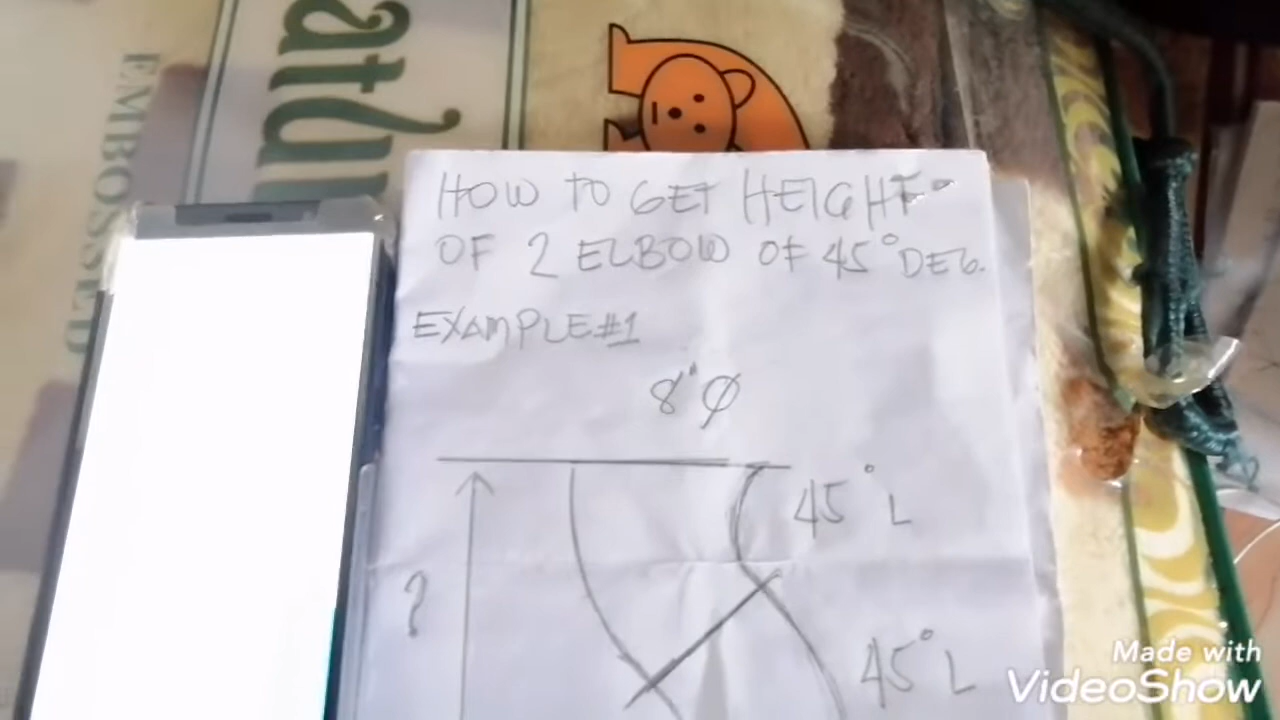 EMBOSSED
HOW TO GET HEIGHT
OF 2 ELBOW OF 45° DEG.
EXAMPLE #1
8"Ø
45° L
?
45° L
Made with
VideoShow